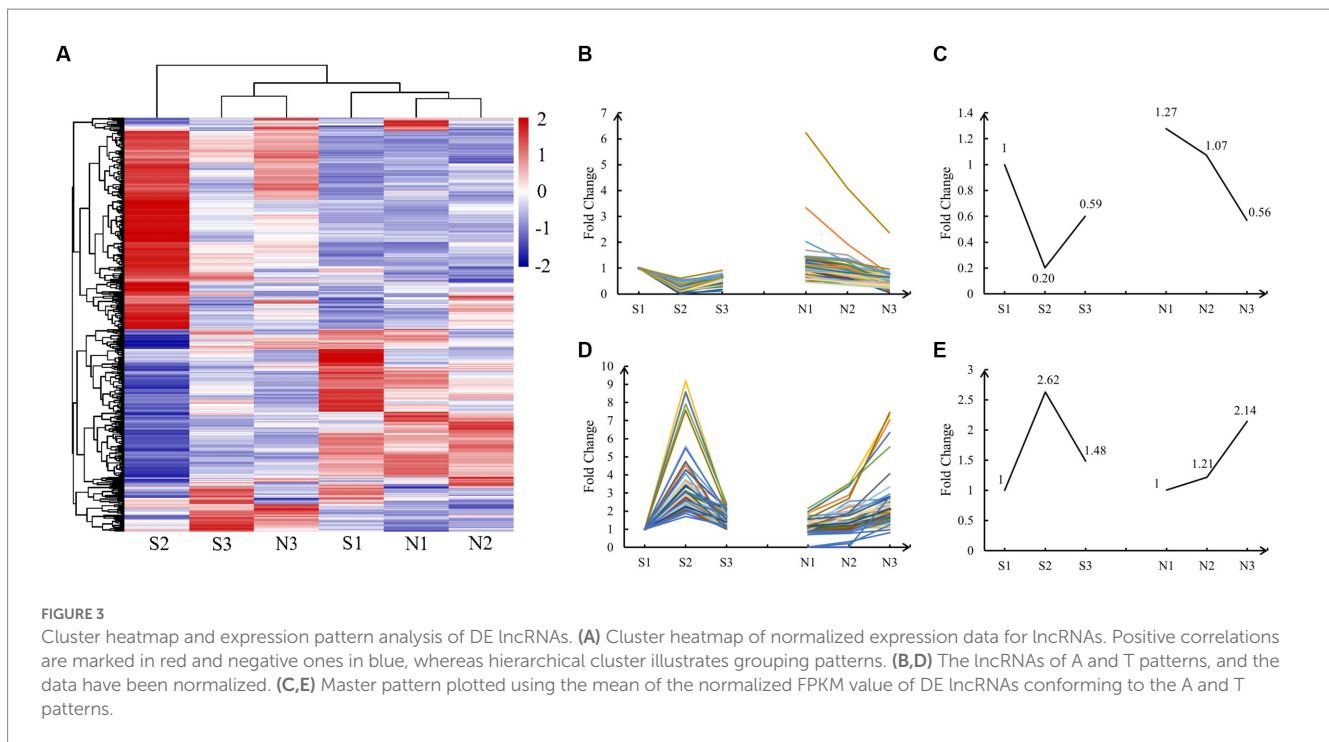 A
2
1
0
-1
-2
S2 S3 N3 S1 N1 N2
B
Fold Change
7
6
5
4
3
2
1
0
S1 S2 S3 N1 N2 N3
C
Fold Change
1.4
1.2
1
0.8
0.6
0.4
0.2
0
1
0.20
0.59
1.27
1.07
0.56
S1 S2 S3 N1 N2 N3
D
Fold Change
10
9
8
7
6
5
4
3
2
1
0
S1 S2 S3 N1 N2 N3
E
Fold Change
3
2.5
2
1.5
1
0.5
0
1
2.62
1.48
1
1.21
2.14
S1 S2 S3 N1 N2 N3
FIGURE 3
Cluster heatmap and expression pattern analysis of DE lncRNAs. (A) Cluster heatmap of normalized expression data for lncRNAs. Positive correlations
are marked in red and negative ones in blue, whereas hierarchical cluster illustrates grouping patterns. (B,D) The lncRNAs of A and T patterns, and the
data have been normalized. (C,E) Master pattern plotted using the mean of the normalized FPKM value of DE lncRNAs conforming to the A and T
patterns.